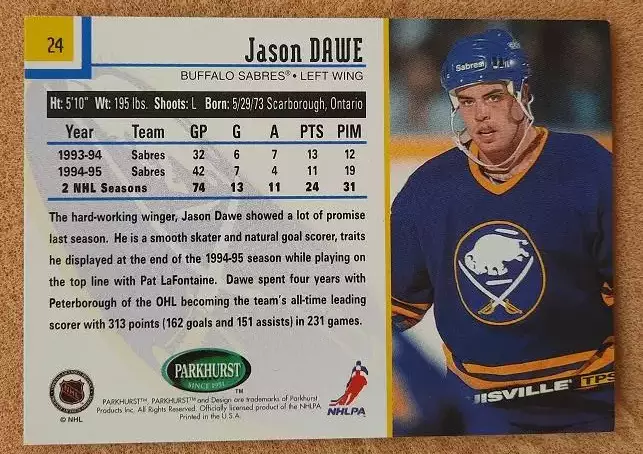 24
Jason DAWE
BUFFALO SABRES® • LEFT WING
Ht: 5'10" Wt: 195 lbs. Shoots: L Born: 5/29/73 Scarborough, Ontario
Year Team GP G A PTS PIM
1993-94 Sabres 32 6 7 13 12
1994-95 Sabres 42 7 4 11 19
2 NHL Seasons 74 13 11 24 31
The hard-working winger, Jason Dawe showed a lot of promise
last season. He is a smooth skater and natural goal scorer, traits
he displayed at the end of the 1994-95 season while playing on
the top line with Pat LaFontaine. Dawe spent four years with
Peterborough of the OHL becoming the team's all-time leading
scorer with 313 points (162 goals and 151 assists) in 231 games.
PARKHURST
SINCE 1951
™
NHL
© NHL
PARKHURST™, PARKHURST™ and Design are trademarks of Parkhurst
Products Inc. All Rights Reserved. Officially licensed product of the NHLPA
Printed in the U.S.A.
NHLPA
Sabres
11
UISVILLE TPS